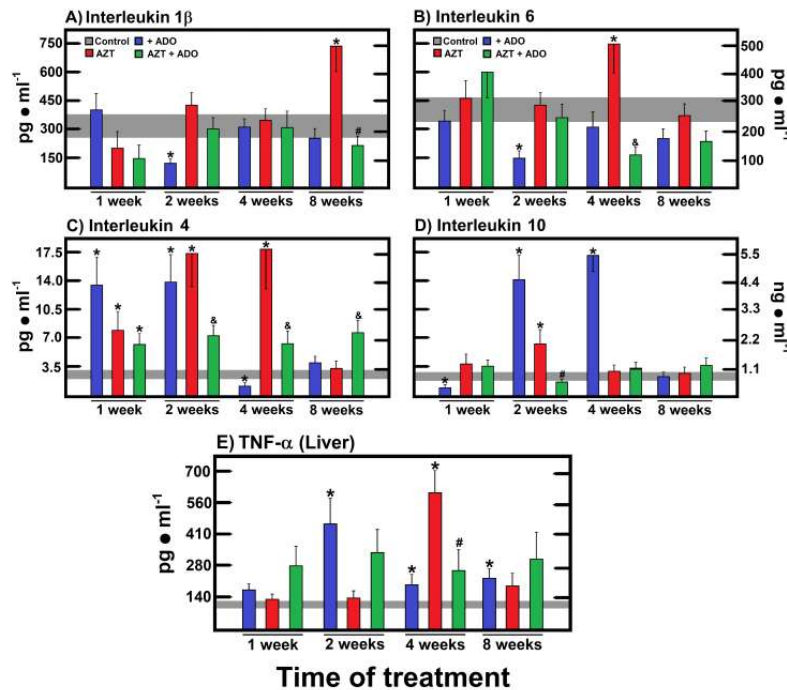 A) Interleukin 1β
B) Interleukin 6
Control
+ ADO
AZT
AZT + ADO
Control
+ ADO
AZT
AZT + ADO
750
600
450
300
150
pg ● ml-1
500
400
300
200
100
pg ● ml-1
*
*
#
*
*
&
1 week
2 weeks
4 weeks
8 weeks
1 week
2 weeks
4 weeks
8 weeks
C) Interleukin 4
D) Interleukin 10
17.5
14.0
10.5
7.0
3.5
pg ● ml-1
5.5
4.4
3.3
2.2
1.1
ng ● ml-1
*
*
*
*
*
&
*
*
&
&
*
*
*
#
*
1 week
2 weeks
4 weeks
8 weeks
1 week
2 weeks
4 weeks
8 weeks
E) TNF-α (Liver)
700
560
410
280
140
pg ● ml-1
*
*
*
#
*
1 week
2 weeks
4 weeks
8 weeks
Time of treatment